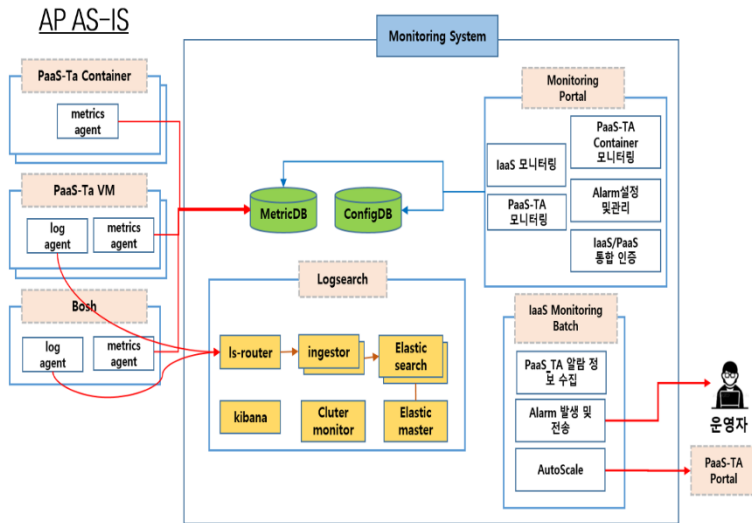 AP AS-IS
Monitoring System
PaaS-Ta Container
metrics
agent
PaaS-Ta VM
log
agent
metrics
agent
Bosh
log
agent
metrics
agent
MetricDB
ConfigDB
Monitoring
Portal
IaaS 모니터링
PaaS-TA
모니터링
PaaS-TA
Container
모니터링
Alarm설정
및관리
IaaS/PaaS
통합 인증
Logsearch
ls-router
ingestor
Elastic
search
kibana
Cluter
monitor
Elastic
master
IaaS Monitoring
Batch
PaaS_TA 알람 정
보 수집
Alarm 발생 및
전송
AutoScale
운영자
PaaS-TA
Portal